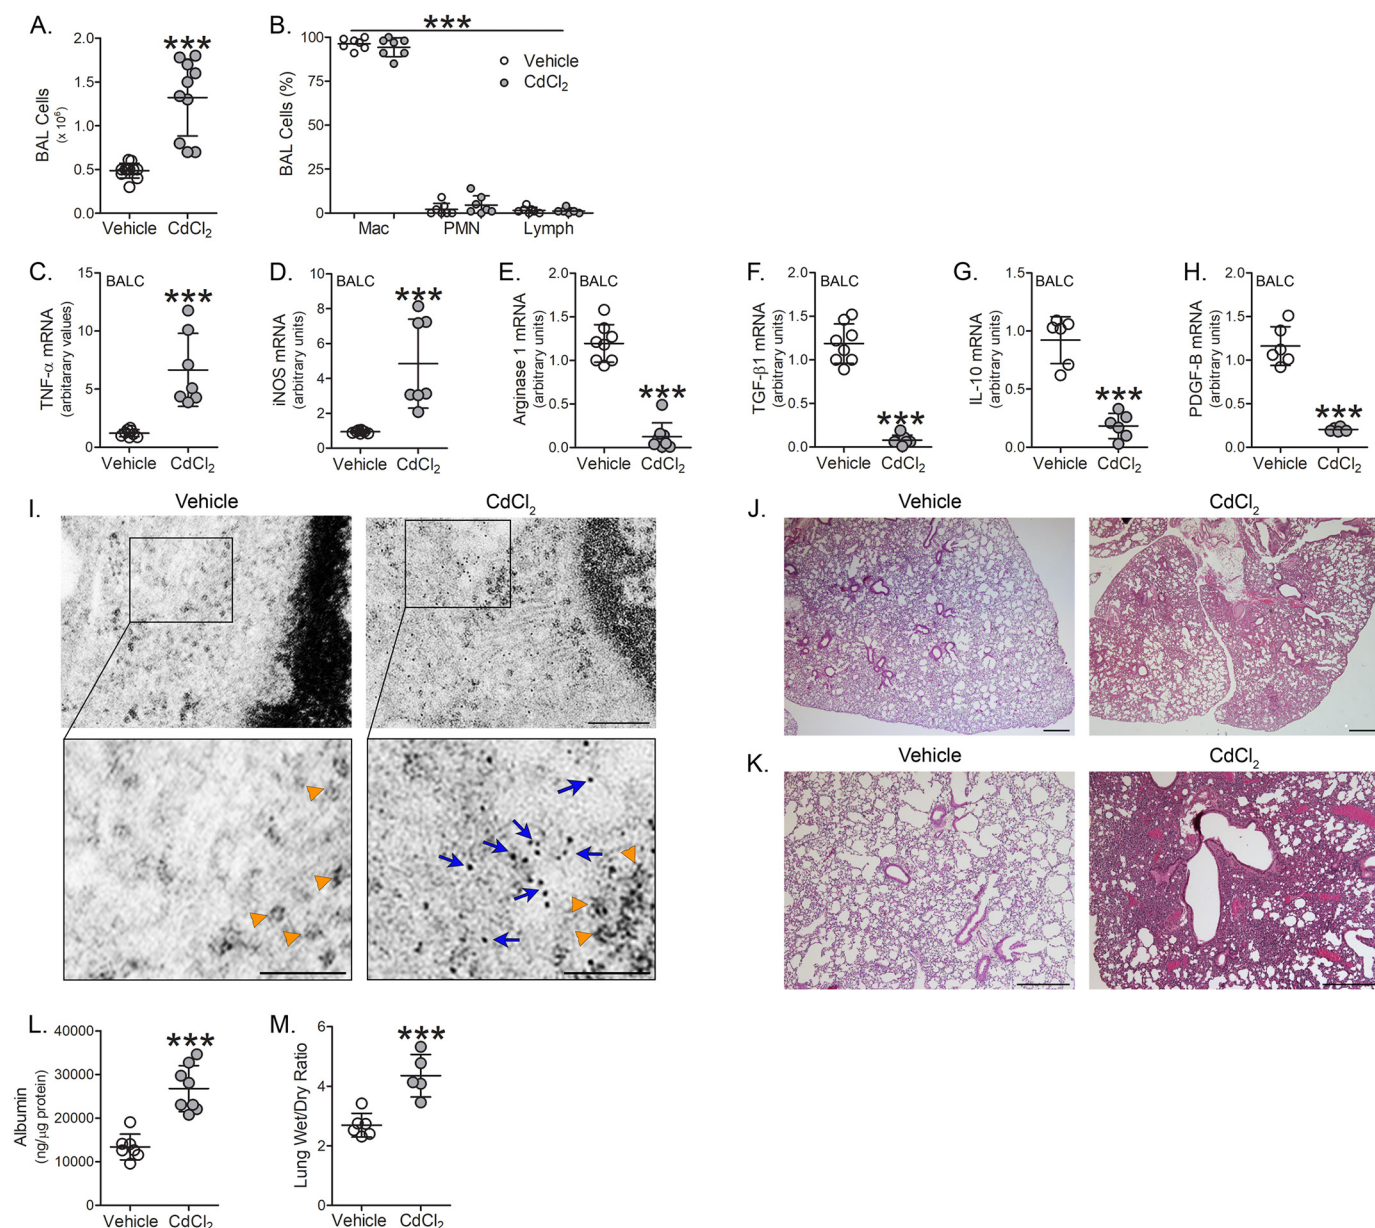 A.
BAL Cells
(x 10⁶)
2.0
1.5
1.0
0.5
0.0
***
Vehicle
CdCl₂
B.
BAL Cells (%)
100
75
50
25
0
***
Vehicle
CdCl₂
Mac
PMN
Lymph
C.
TNF-α mRNA
(arbitarary values)
15
10
5
0
BALC
***
Vehicle
CdCl₂
D.
iNOS mRNA
(arbitrary units)
10
8
6
4
2
0
BALC
***
Vehicle
CdCl₂
E.
Arginase 1 mRNA
(arbitrary units)
2.0
1.5
1.0
0.5
0.0
BALC
***
Vehicle
CdCl₂
F.
TGF-β1 mRNA
(arbitrary units)
2.0
1.5
1.0
0.5
0.0
BALC
***
Vehicle
CdCl₂
G.
IL-10 mRNA
(arbitrary units)
1.5
1.0
0.5
0.0
BALC
***
Vehicle
CdCl₂
H.
PDGF-B mRNA
(arbitrary units)
2.0
1.5
1.0
0.5
0.0
BALC
***
Vehicle
CdCl₂
I.
Vehicle
CdCl₂
J.
Vehicle
CdCl₂
K.
Vehicle
CdCl₂
L.
Albumin
(ng/µg protein)
40000
30000
20000
10000
0
***
Vehicle
CdCl₂
M.
Lung Wet/Dry Ratio
6
4
2
0
***
Vehicle
CdCl₂